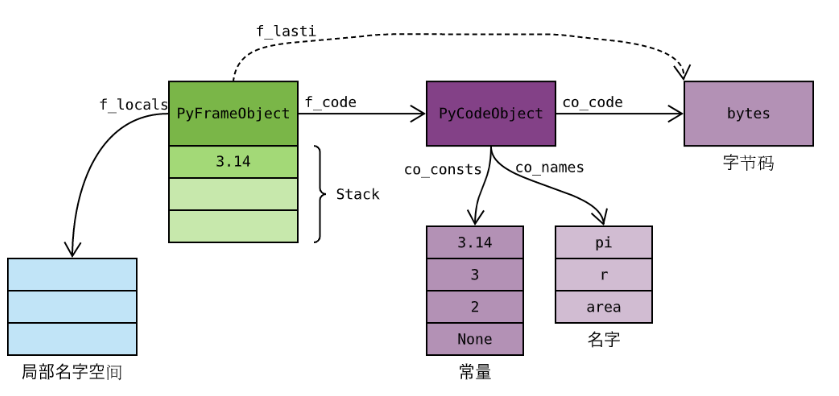 f_lasti
f_locals
PyFrameObject
f_code
PyCodeObject
co_code
bytes
字节码
3.14
Stack
co_consts
co_names
3.14
3
2
None
常量
pi
r
area
名字
局部名字空间